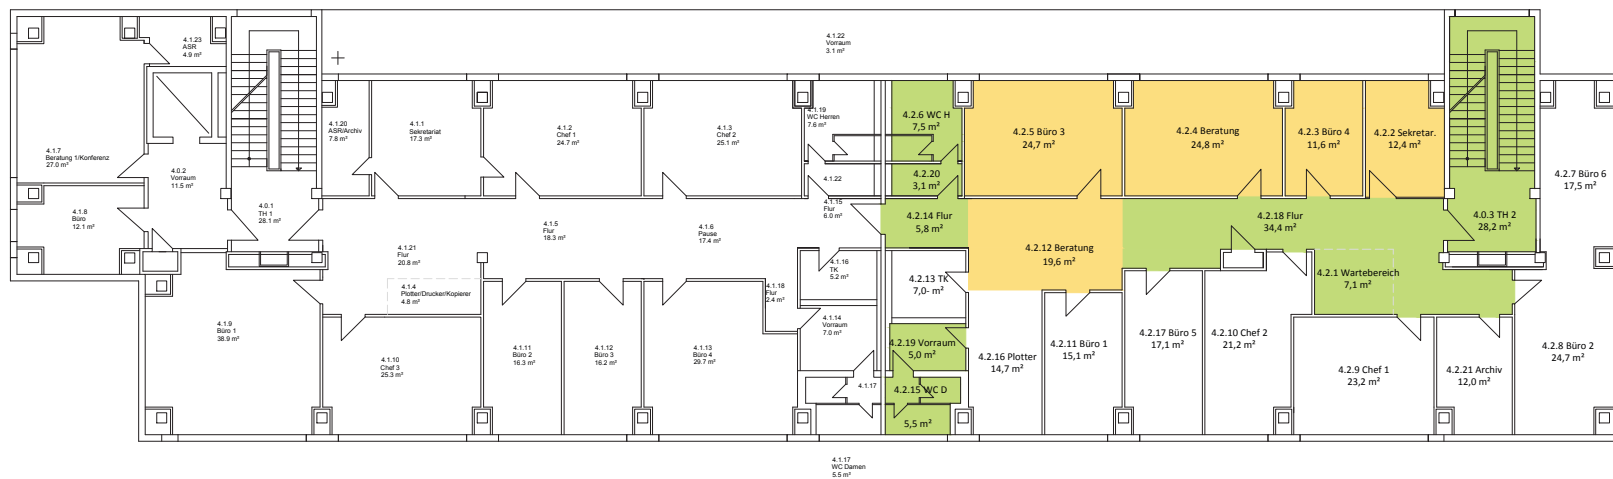 4.1.23
ASR
4.9 m²
4.1.22
Vorraum
3.1 m²
4.1.7
Beratung 1/Konferenz
27.0 m²
4.0.2
Vorraum
11.5 m²
4.1.8
Büro
12.1 m²
4.0.1
TH 1
28.1 m²
4.1.20
ASR/Archiv
7.8 m²
4.1.1
Sekretariat
17.3 m²
4.1.2
Chef 1
24.7 m²
4.1.3
Chef 2
25.1 m²
4.1.19
WC Herren
7.6 m²
4.1.22
4.1.15
Flur
6.0 m²
4.1.21
Flur
20.8 m²
4.1.5
Flur
18.3 m²
4.1.6
Pause
17.4 m²
4.1.16
TK
5.2 m²
4.1.18
Flur
2.4 m²
4.1.4
Plotter/Drucker/Kopierer
4.8 m²
4.1.14
Vorraum
7.0 m²
4.1.9
Büro 1
38.9 m²
4.1.10
Chef 3
25.3 m²
4.1.11
Büro 2
16.3 m²
4.1.12
Büro 3
16.2 m²
4.1.13
Büro 4
29.7 m²
4.1.17
4.1.17
WC Damen
5.5 m²
4.2.6 WC H
7,5 m²
4.2.20
3,1 m²
4.2.5 Büro 3
24,7 m²
4.2.4 Beratung
24,8 m²
4.2.3 Büro 4
11,6 m²
4.2.2 Sekretar.
12,4 m²
4.2.7 Büro 6
17,5 m²
4.2.14 Flur
5,8 m²
4.2.12 Beratung
19,6 m²
4.2.18 Flur
34,4 m²
4.0.3 TH 2
28,2 m²
4.2.13 TK
7,0- m²
4.2.1 Wartebereich
7,1 m²
4.2.19 Vorraum
5,0 m²
4.2.16 Plotter
14,7 m²
4.2.11 Büro 1
15,1 m²
4.2.17 Büro 5
17,1 m²
4.2.10 Chef 2
21,2 m²
4.2.9 Chef 1
23,2 m²
4.2.21 Archiv
12,0 m²
4.2.8 Büro 2
24,7 m²
4.2.15 WC D
5,5 m²